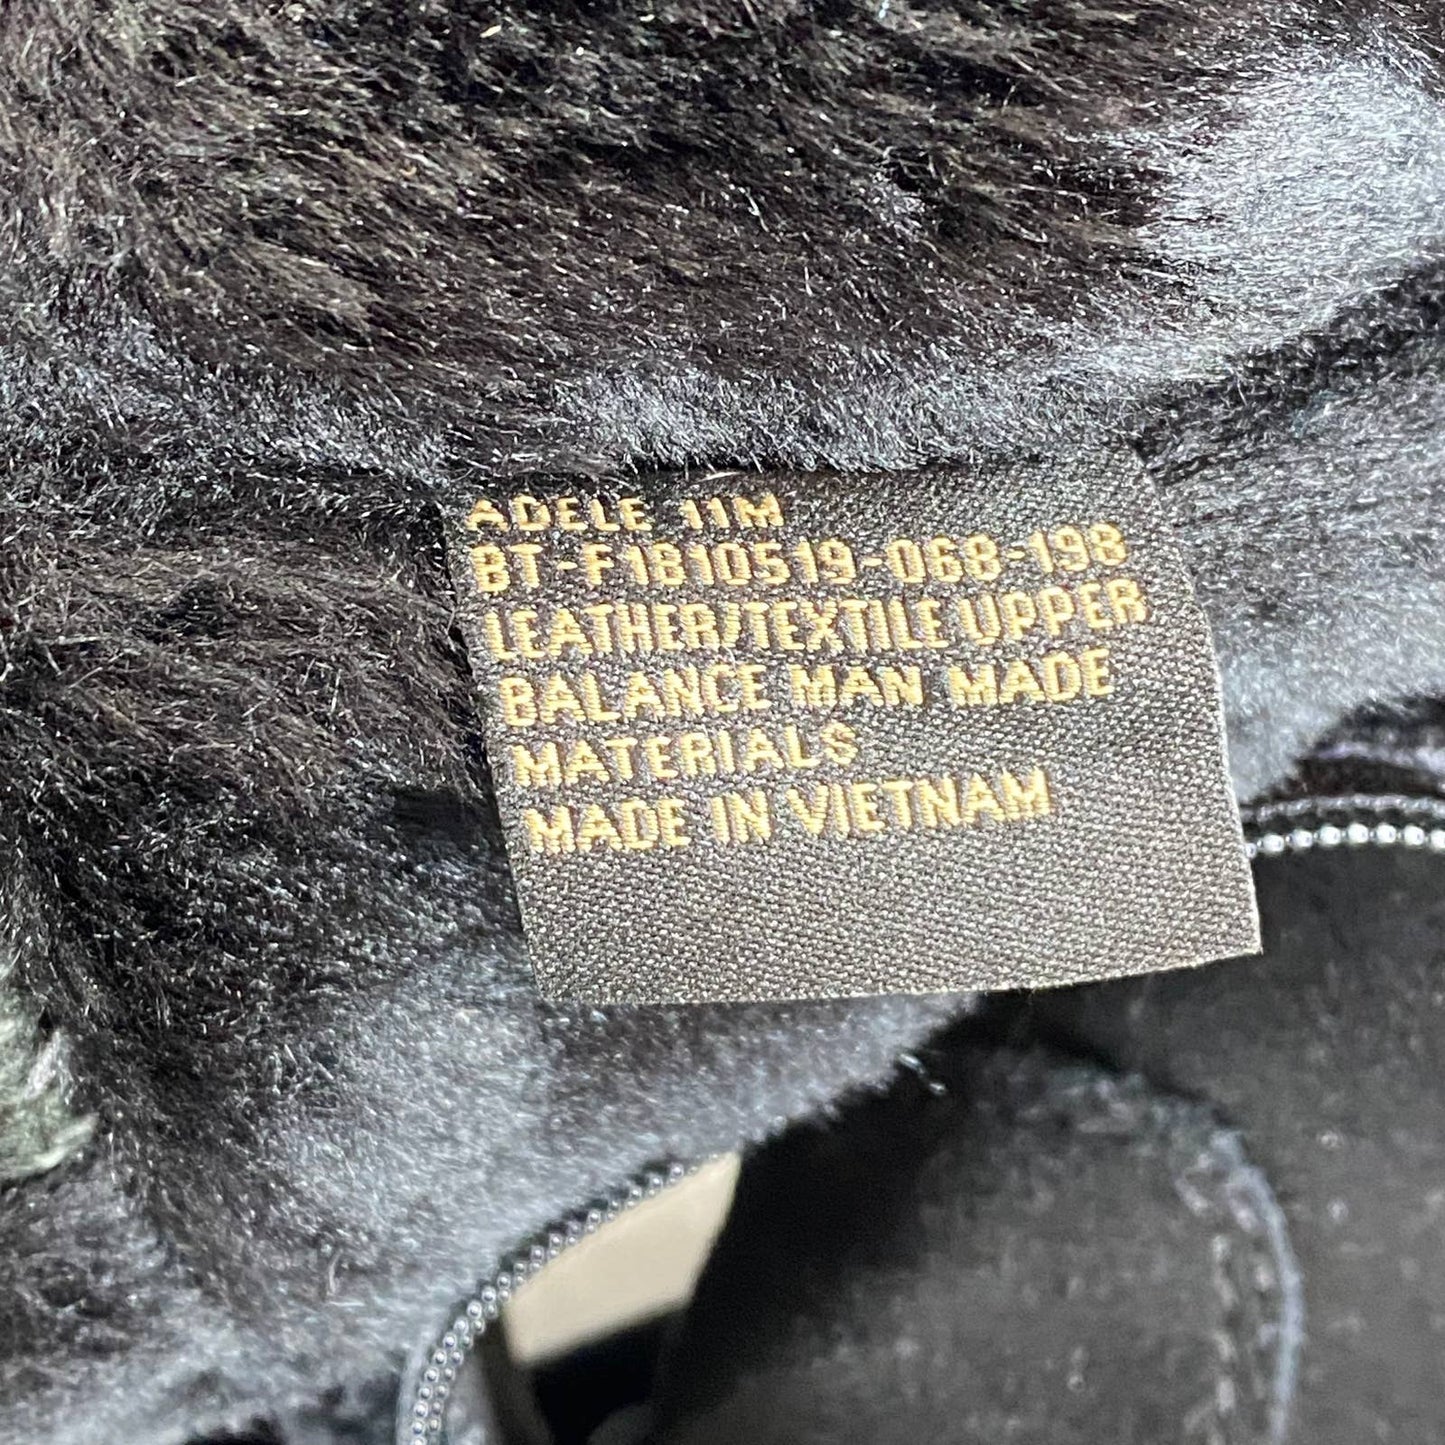 ADELE 11M
BT-F1810519-068-198
LEATHER/TEXTILE UPPER
BALANCE MAN MADE
MATERIALS
MADE IN VIETNAM